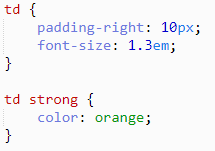 td {
    padding-right: 10px;
    font-size: 1.3em;
}

td strong {
    color: orange;
}